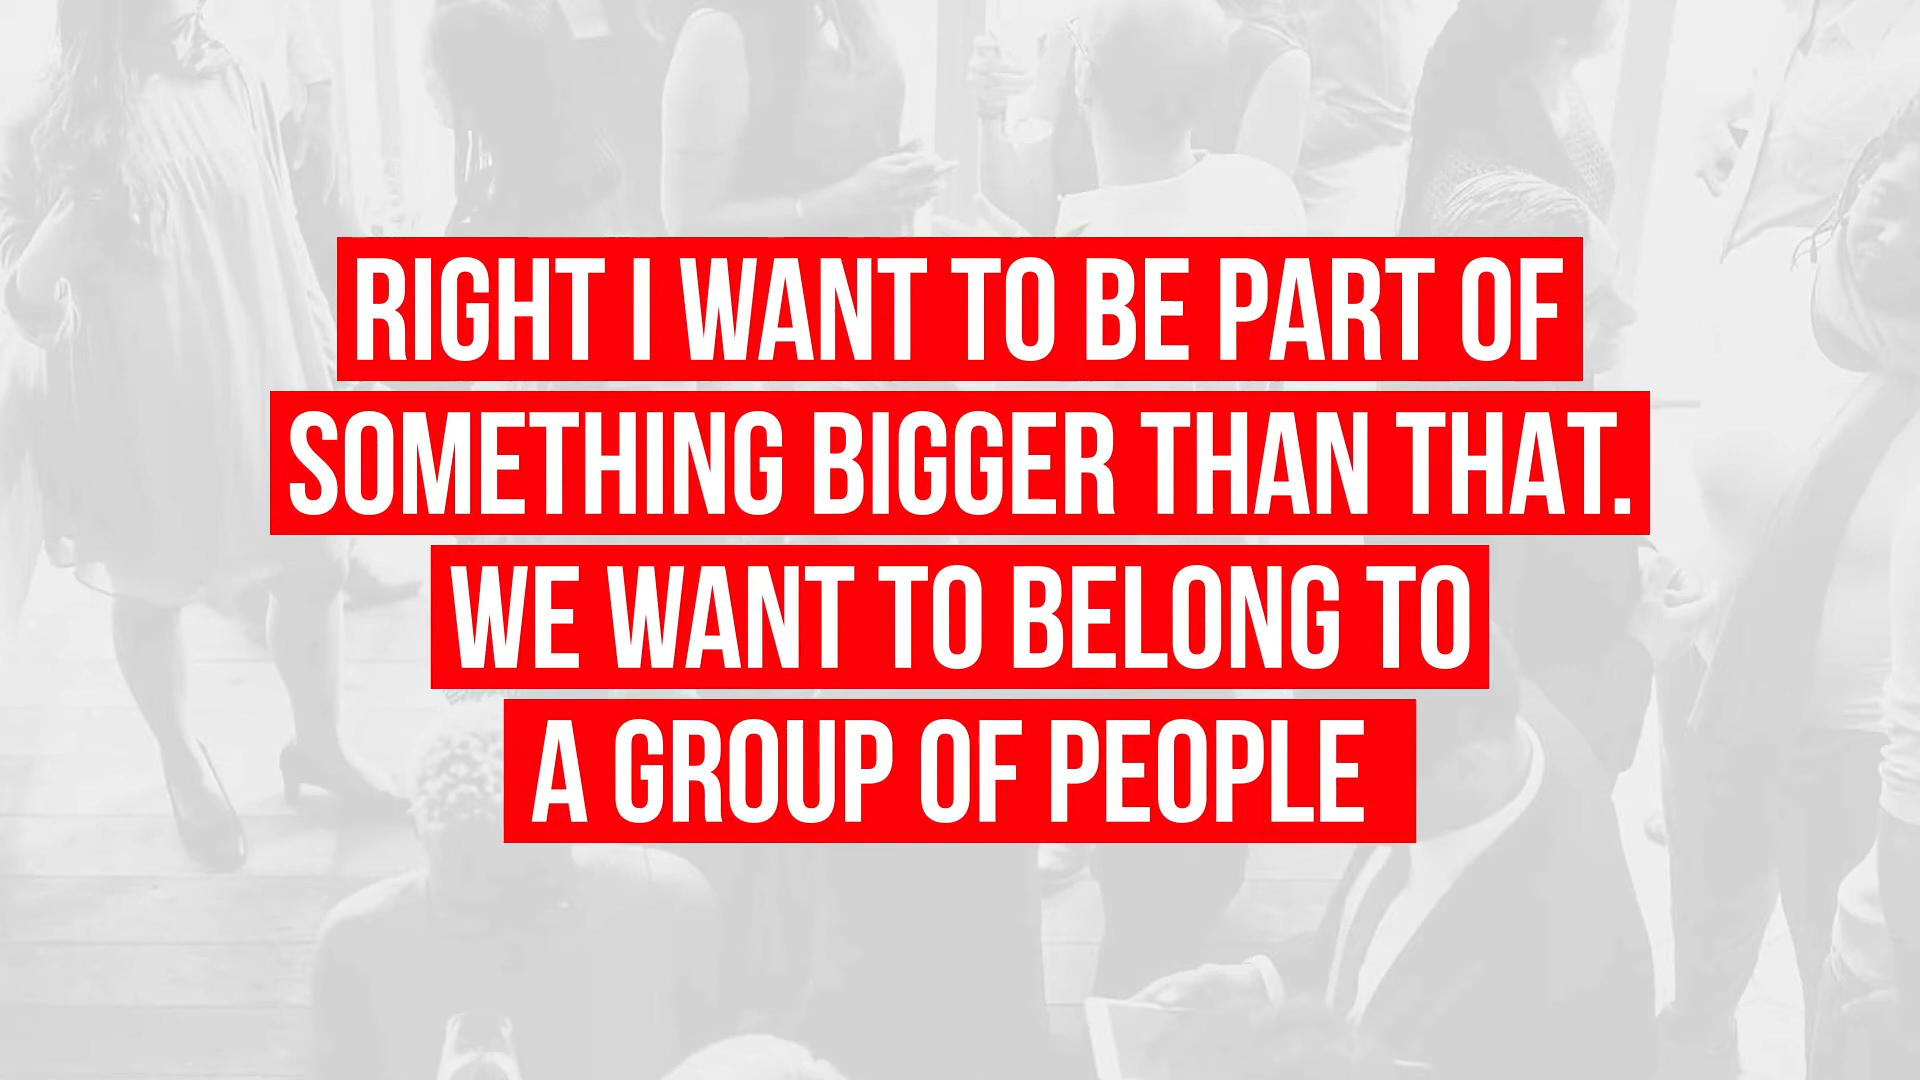 RIGHT I WANT TO BE PART OF
SOMETHING BIGGER THAN THAT.
WE WANT TO BELONG TO
A GROUP OF PEOPLE